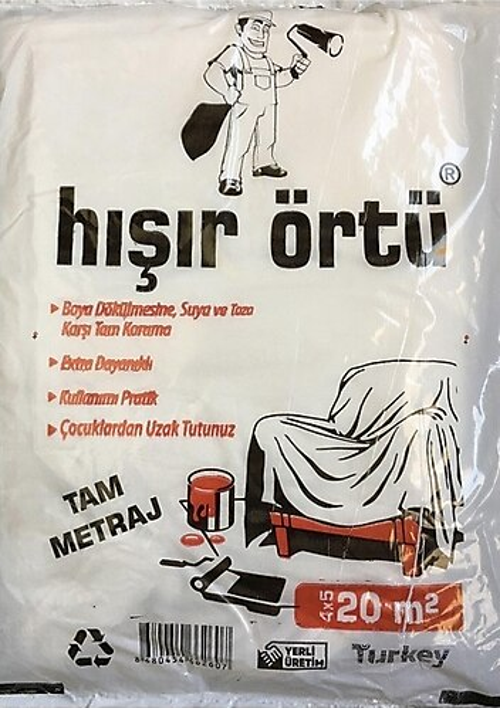 hışır örtü ®
Boya Dökülmesine, Suya ve Toza
Karşı Tam Koruma
Extra Dayanıklı
Kullanımı Pratik
Çocuklardan Uzak Tutunuz
TAM
METRAJ
4x5 20 m²
YERLİ
ÜRETİM
Turkey